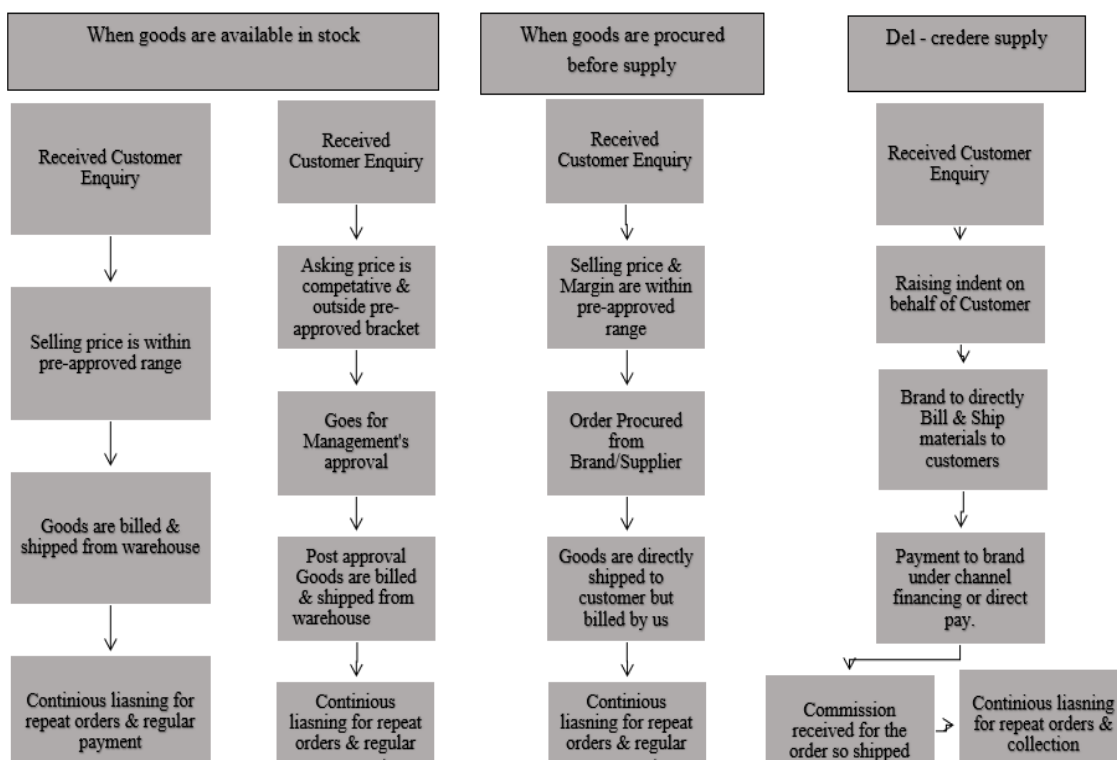 When goods are available in stock
Received Customer
Enquiry
Selling price is within
pre-approved range
Goods are billed &
shipped from warehouse
Continious liasning for
repeat orders & regular
payment
Received
Customer Enquiry
Asking price is
competative &
outside pre-
approved bracket
Goes for
Management's
approval
Post approval
Goods are billed
& shipped from
warehouse
Continious
liasning for repeat
orders & regular
When goods are procured
before supply
Received
Customer Enquiry
Selling price &
Margin are within
pre-approved
range
Order Procured
from
Brand/Supplier
Goods are directly
shipped to
customer but
billed by us
Continious
liasning for repeat
orders & regular
Del - credere supply
Received Customer
Enquiry
Raising indent on
behalf of Customer
Brand to directly
Bill & Ship
materials to
customers
Payment to brand
under channel
financing or direct
pay.
Commission
received for the
order so shipped
Continious liasning
for repeat orders &
collection